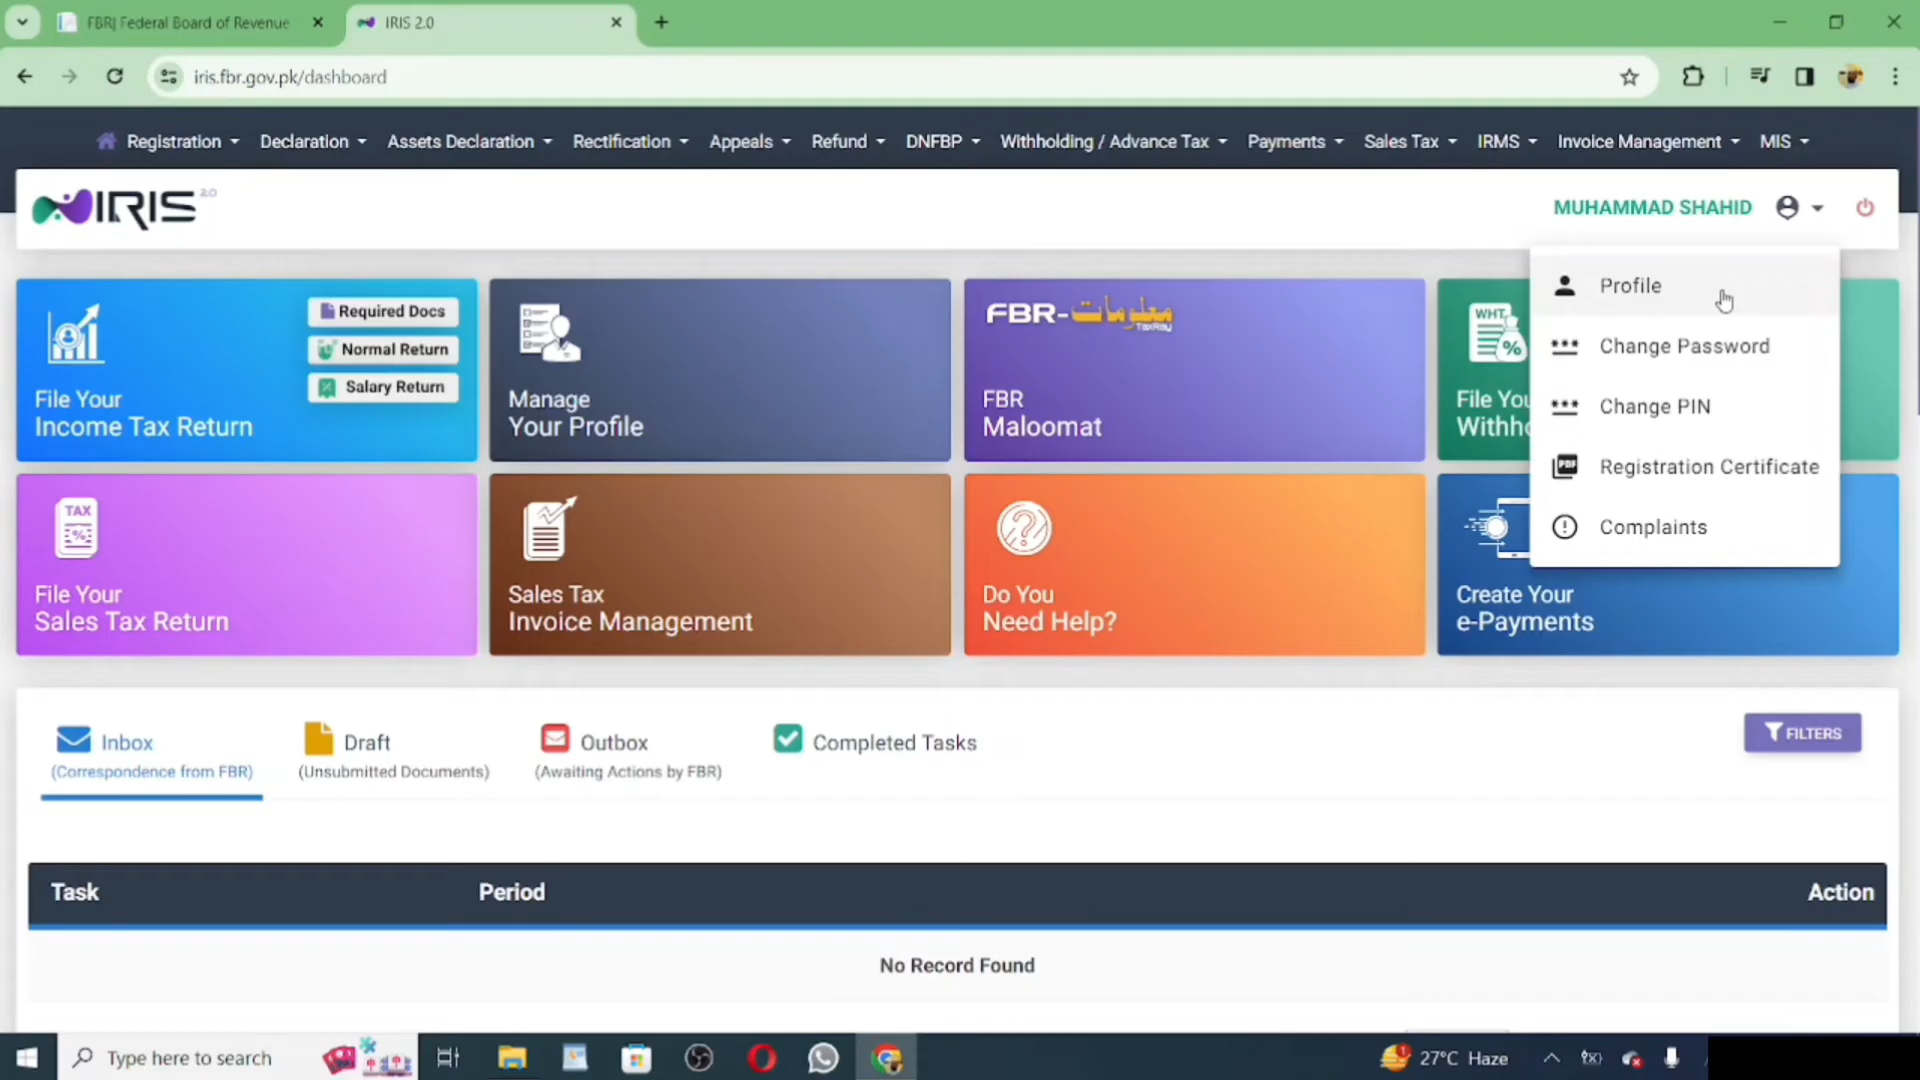 FBR| Federal Board of Revenue
IRIS 2.0
iris.fbr.gov.pk/dashboard
Registration Declaration Assets Declaration Rectification Appeals Refund DNFBP Withholding / Advance Tax Payments Sales Tax IRMS Invoice Management MIS
IRIS 2.0
MUHAMMAD SHAHID
Profile
Change Password
Change PIN
Registration Certificate
Complaints
Required Docs
Normal Return
Salary Return
File Your
Income Tax Return
Manage
Your Profile
FBR-معلومات
TaxRay
FBR
Maloomat
WHT
%
File You
Withho
TAX
%
File Your
Sales Tax Return
Sales Tax
Invoice Management
?
Do You
Need Help?
Create Your
e-Payments
Inbox
(Correspondence from FBR)
Draft
(Unsubmitted Documents)
Outbox
(Awaiting Actions by FBR)
Completed Tasks
FILTERS
Task Period Action
No Record Found
Type here to search
27°C Haze